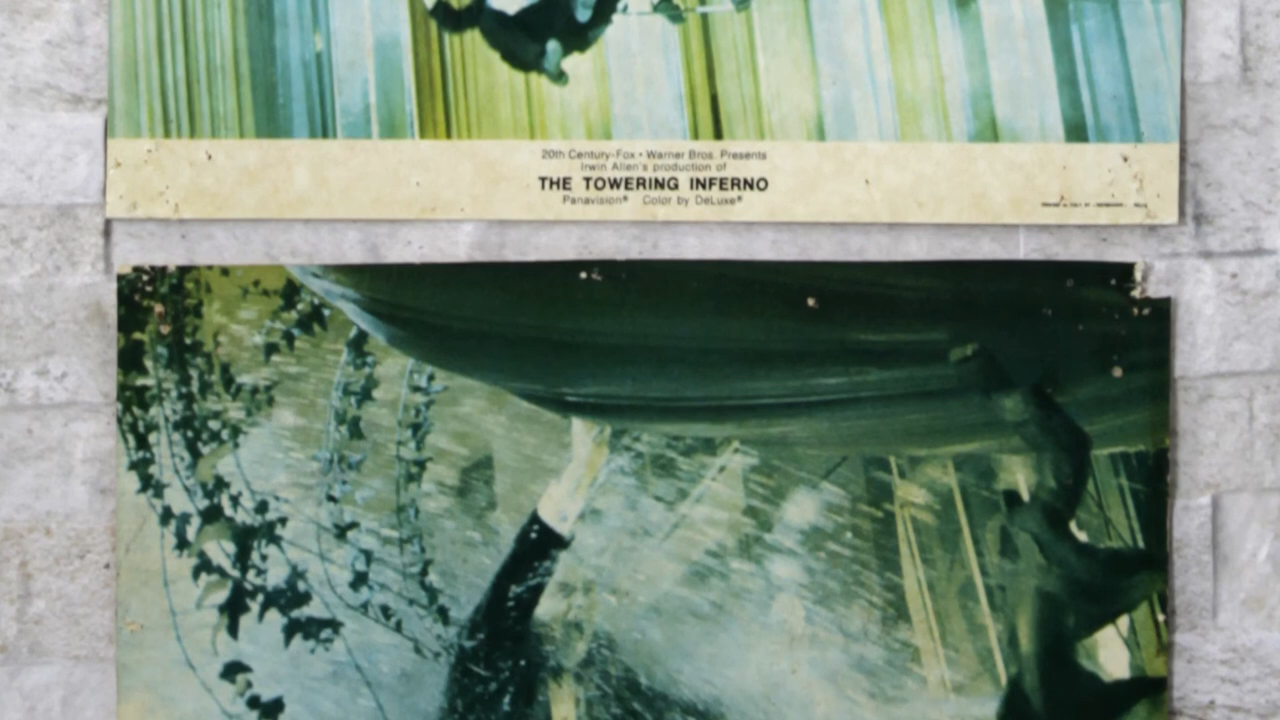 20th Century-Fox • Warner Bros. Presents
Irwin Allen's production of
THE TOWERING INFERNO
Panavision® Color by DeLuxe®